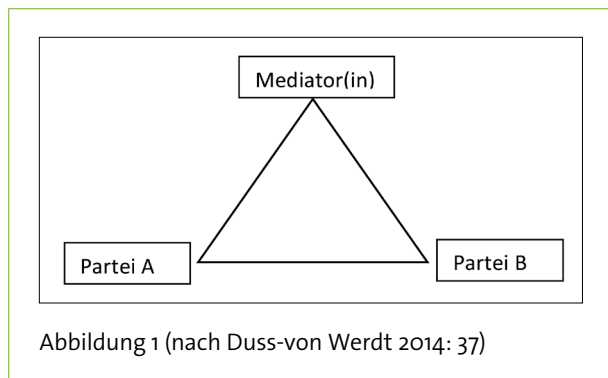 Mediator(in)
Partei A
Partei B
Abbildung 1 (nach Duss-von Werdt 2014: 37)